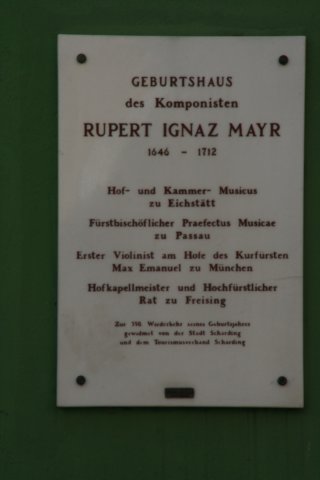 GEBURTSHAUS
des Komponisten
RUPERT IGNAZ MAYR
1646 - 1712
Hof- und Kammer- Musicus
zu Eichstätt
Fürstbischöflicher Praefectus Musicae
zu Passau
Erster Violinist am Hofe des Kurfürsten
Max Emanuel zu München
Hofkapellmeister und Hochfürstlicher
Rat zu Freising
Zur 350. Wiederkehr seines Geburtsjahres
gewidmet von der Stadt Schärding
und dem Tourismusverband Schärding